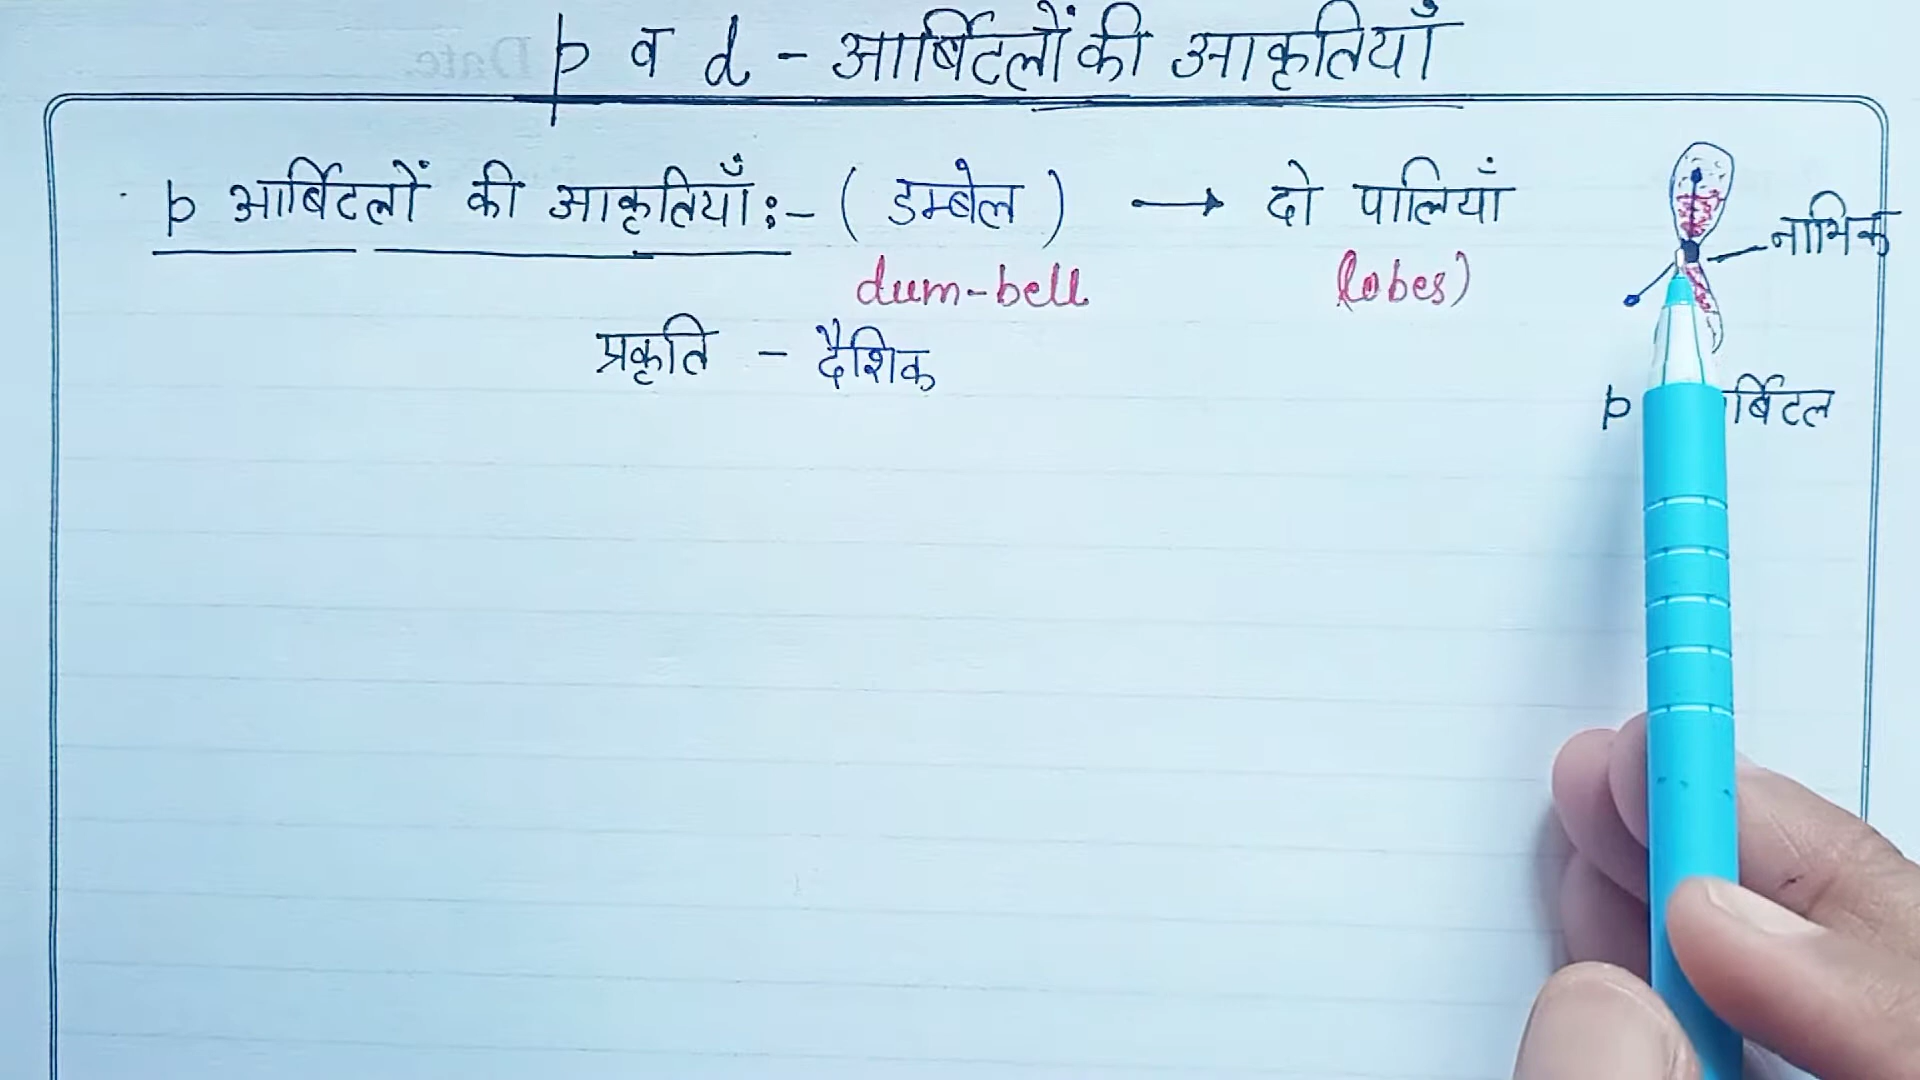 p व d - आर्बिटलों की आकृतियाँ
p आर्बिटलों की आकृतियाँ :- ( डम्बेल ) → दो पालियाँ
नाभिक
dum-bell (lobes)
प्रकृति - दैशिक
p र्बिटल